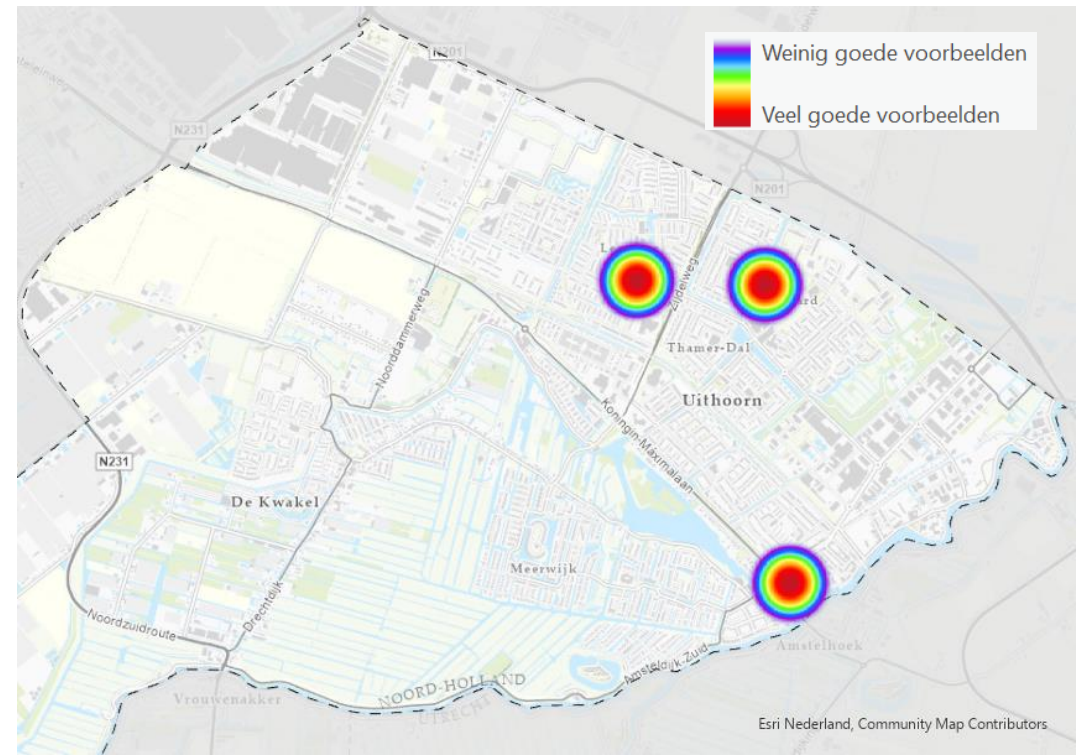 Weinig goede voorbeelden
Veel goede voorbeelden
N201
N231
N201
Zijdelweg
Thamer-Dal
Noorddammerweg
Uithoorn
Koningin-Máximalaan
N231
De Kwakel
Meerwijk
Drechtdijk
Noordzuidroute
Amsteldijk-Zuid
Amstelhoek
Vrouwenakker
NOORD-HOLLAND
UTRECHT
Esri Nederland, Community Map Contributors